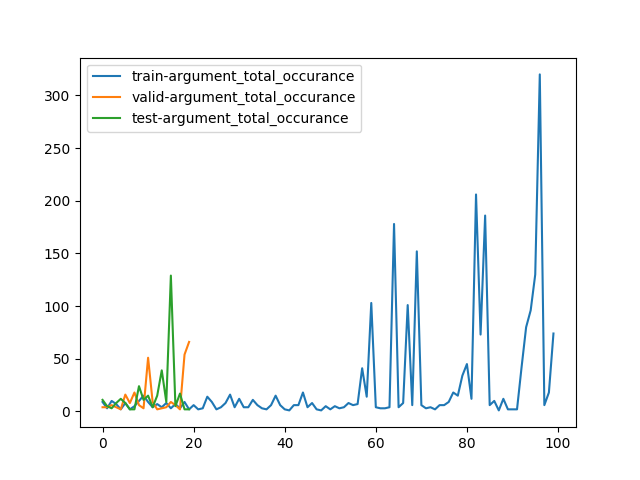 train-argument_total_occurance
valid-argument_total_occurance
test-argument_total_occurance
300
250
200
150
100
50
0
0 20 40 60 80 100